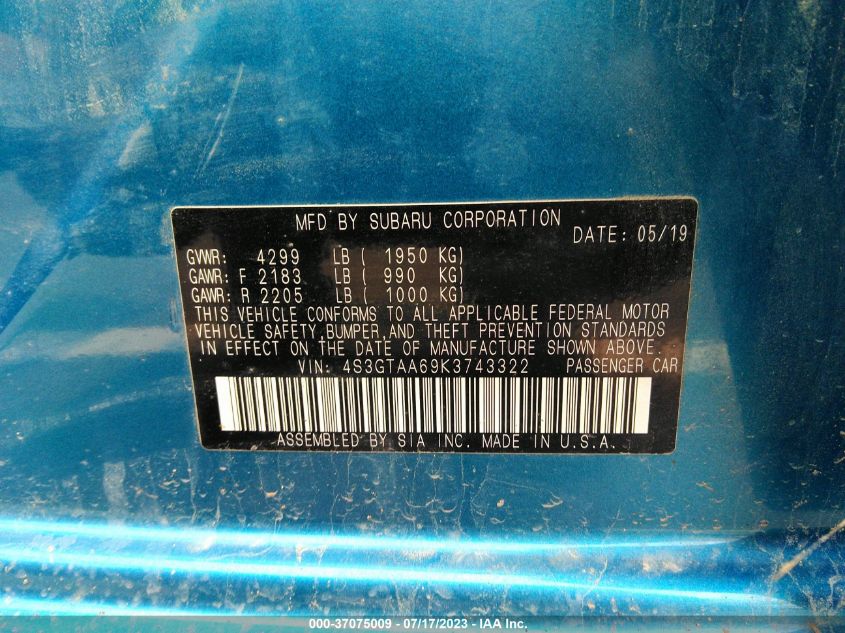 MFD BY SUBARU CORPORATION
DATE: 05/19
GVWR: 4299 LB ( 1950 KG)
GAWR: F 2183 LB ( 990 KG)
GAWR: R 2205 LB ( 1000 KG)
THIS VEHICLE CONFORMS TO ALL APPLICABLE FEDERAL MOTOR
VEHICLE SAFETY,BUMPER,AND THEFT PREVENTION STANDARDS
IN EFFECT ON THE DATE OF MANUFACTURE SHOWN ABOVE.
VIN: 4S3GTAA69K3743322 PASSENGER CAR
ASSEMBLED BY SIA INC. MADE IN U.S.A.
000-37075009 - 07/17/2023 - IAA Inc.